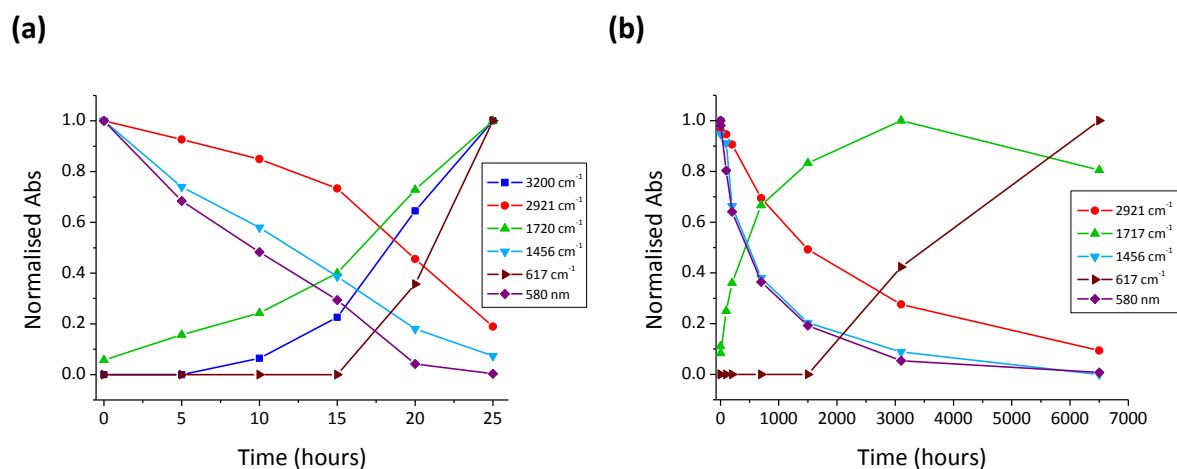 (a)
Normalised Abs
1.0
0.8
0.6
0.4
0.2
0.0
0 5 10 15 20 25
Time (hours)
3200 cm⁻¹
2921 cm⁻¹
1720 cm⁻¹
1456 cm⁻¹
617 cm⁻¹
580 nm
(b)
Normalised Abs
1.0
0.8
0.6
0.4
0.2
0.0
0 1000 2000 3000 4000 5000 6000 7000
Time (hours)
2921 cm⁻¹
1717 cm⁻¹
1456 cm⁻¹
617 cm⁻¹
580 nm